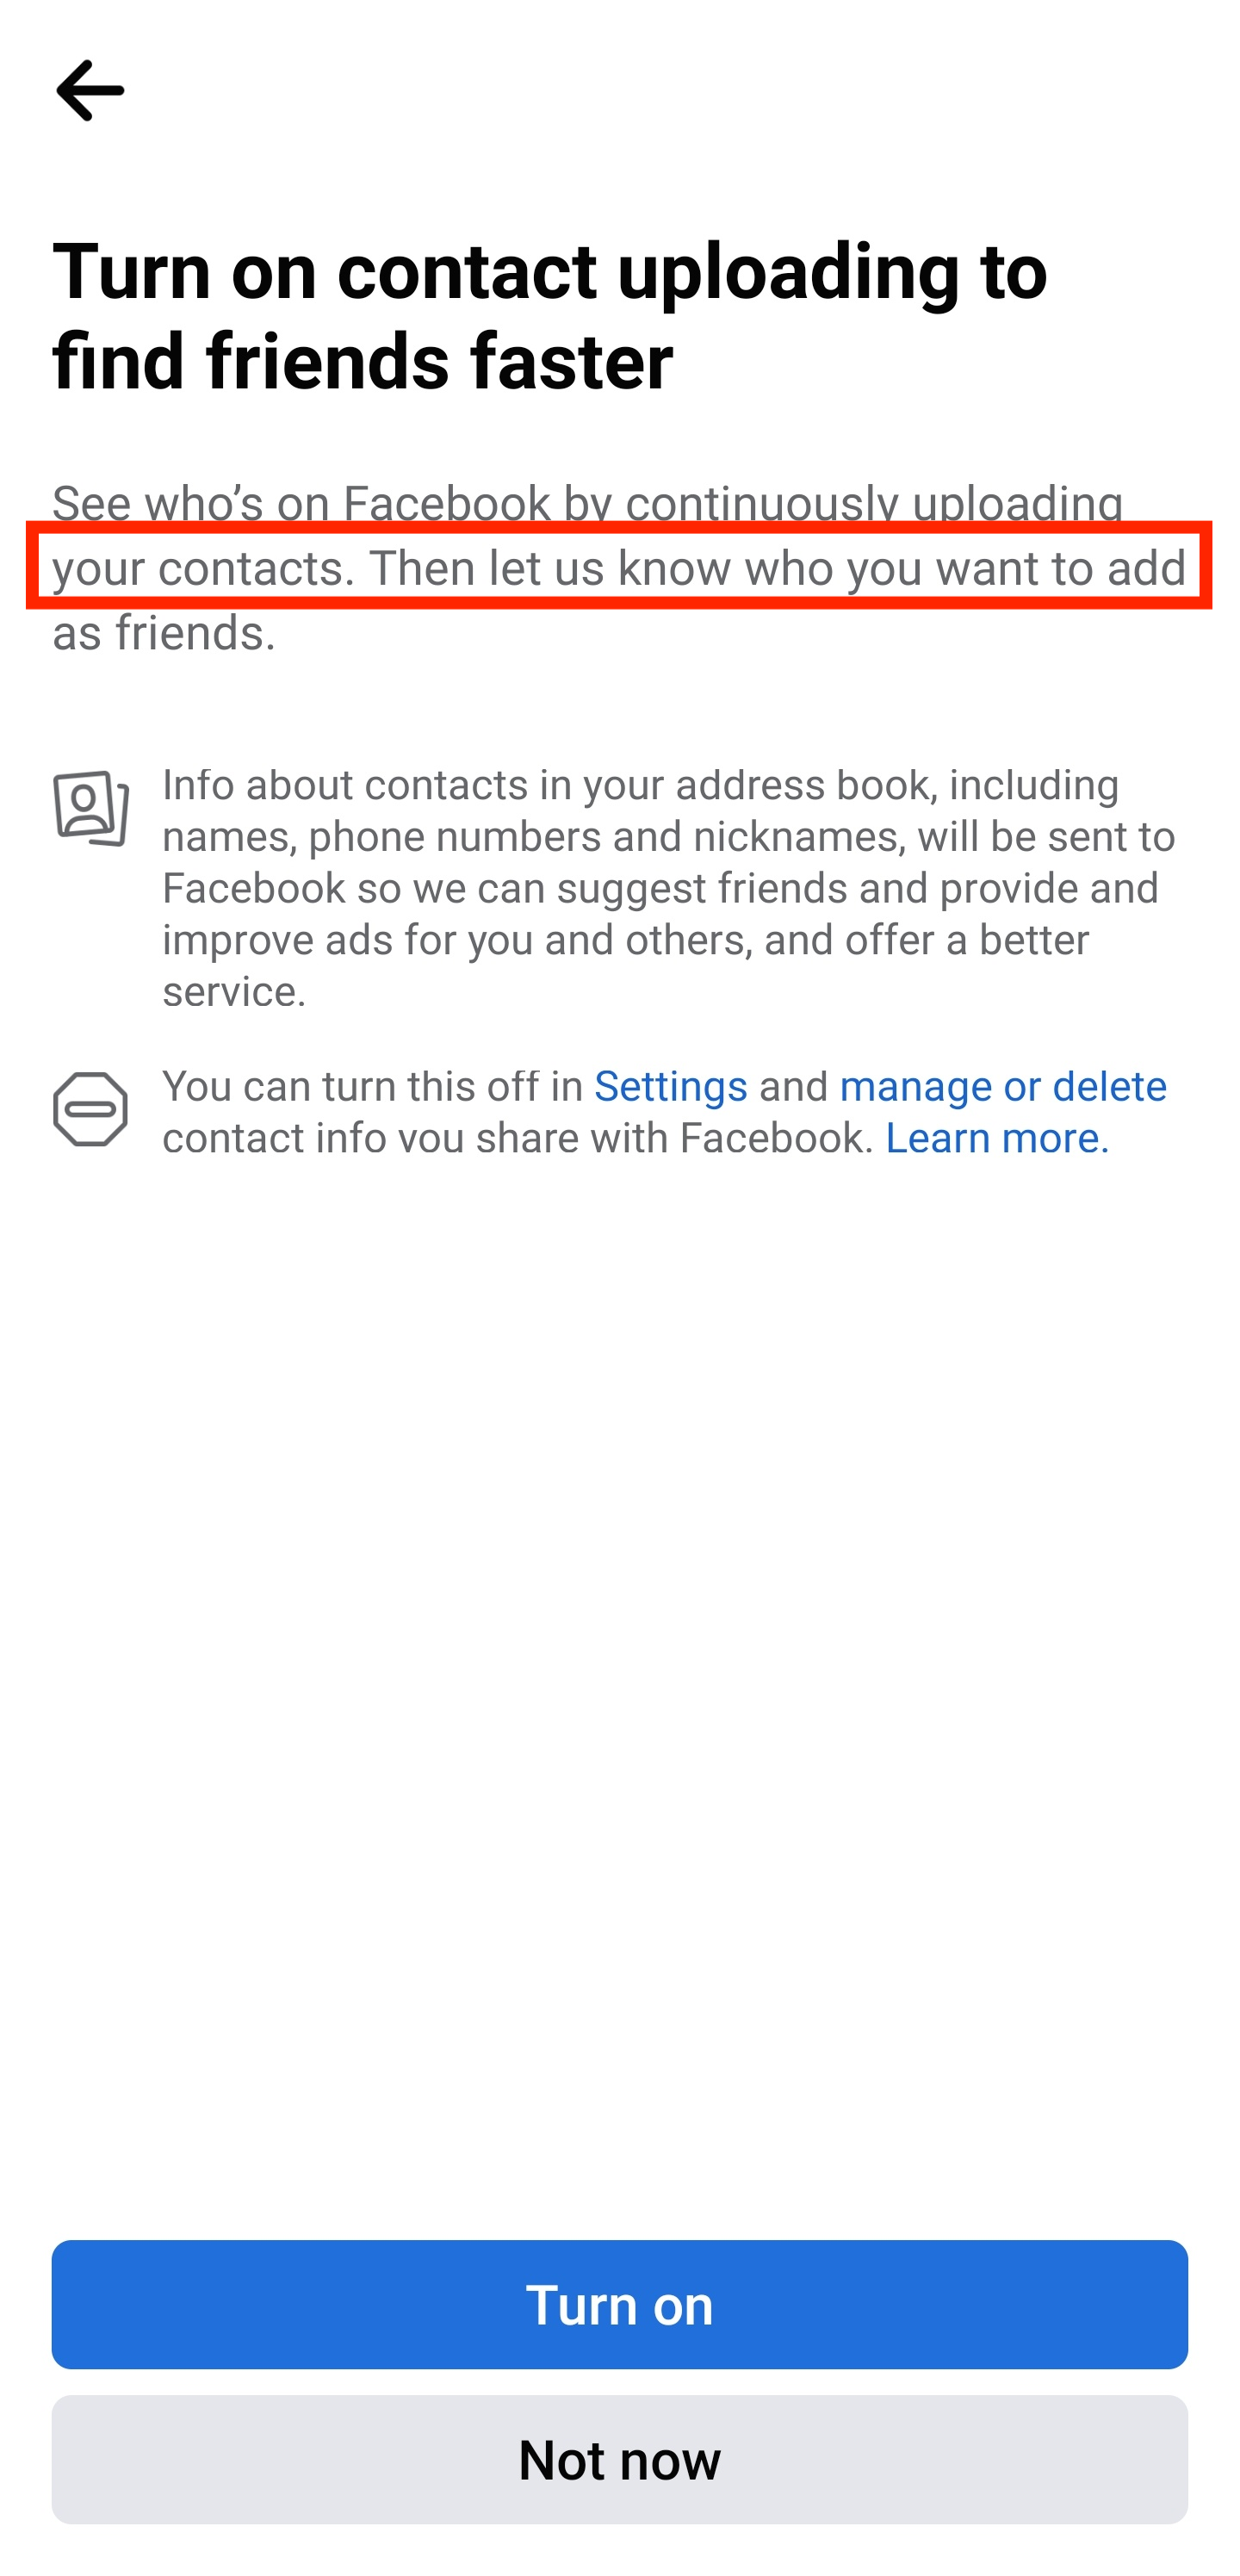 Turn on contact uploading to
find friends faster
See who’s on Facebook by continuously uploading
your contacts. Then let us know who you want to add
as friends.
Info about contacts in your address book, including
names, phone numbers and nicknames, will be sent to
Facebook so we can suggest friends and provide and
improve ads for you and others, and offer a better
service.
You can turn this off in Settings and manage or delete
contact info you share with Facebook. Learn more.
Turn on
Not now